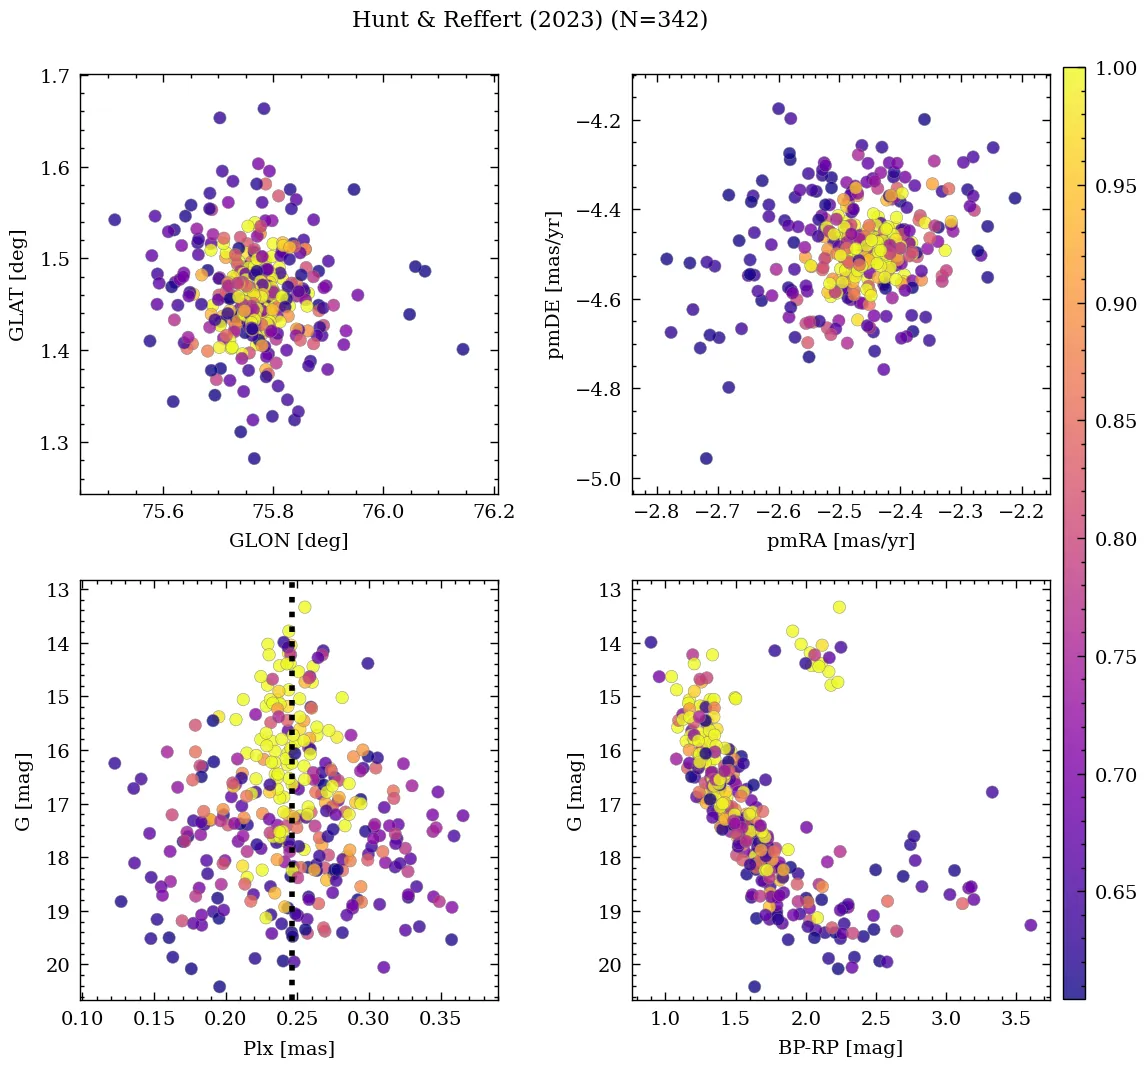 Hunt & Reffert (2023) (N=342)
1.7
1.6
1.5
1.4
1.3
GLAT [deg]
75.6 75.8 76.0 76.2
GLON [deg]
−4.2
−4.4
−4.6
−4.8
−5.0
pmDE [mas/yr]
−2.8 −2.7 −2.6 −2.5 −2.4 −2.3 −2.2
pmRA [mas/yr]
13
14
15
16
17
18
19
20
G [mag]
0.10 0.15 0.20 0.25 0.30 0.35
Plx [mas]
13
14
15
16
17
18
19
20
G [mag]
1.0 1.5 2.0 2.5 3.0 3.5
BP-RP [mag]
1.00
0.95
0.90
0.85
0.80
0.75
0.70
0.65